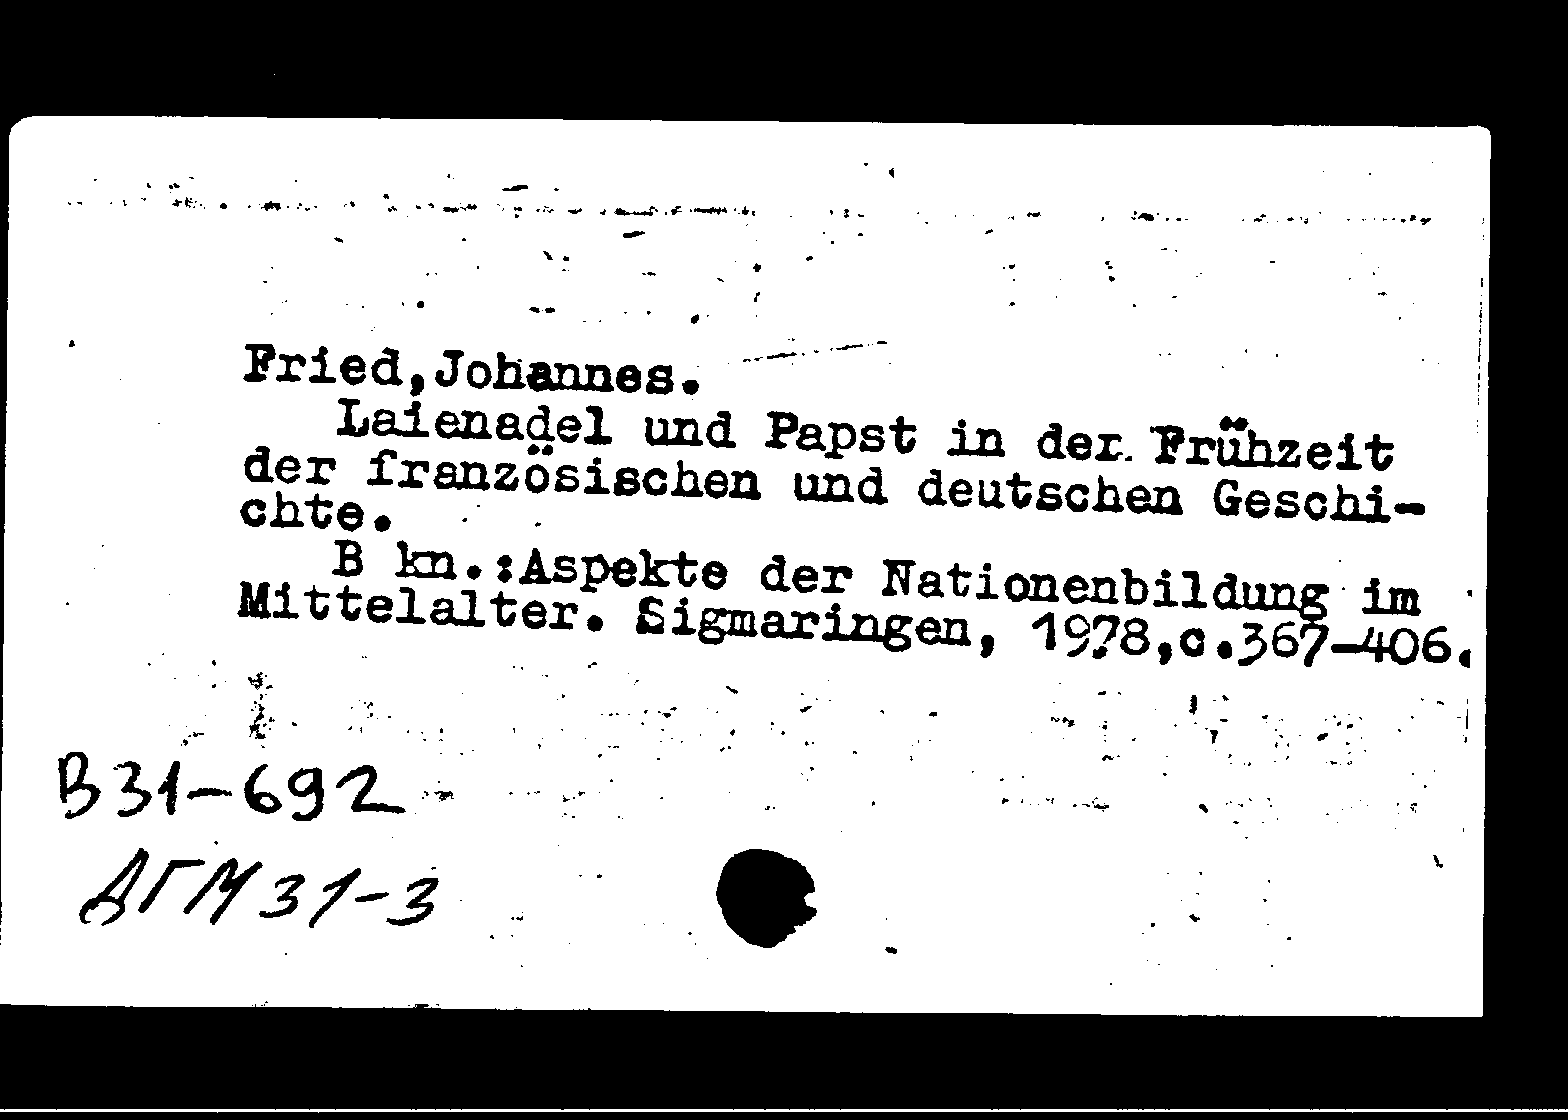 Fried,Johannes.
Laienadel und Papst in der Frühzeit
der französischen und deutschen Geschi-
chte.
B kn.:Aspekte der Nationenbildung im
Mittelalter. Sigmaringen, 1978,c.367-406.
B31-692
ДГМ31-3